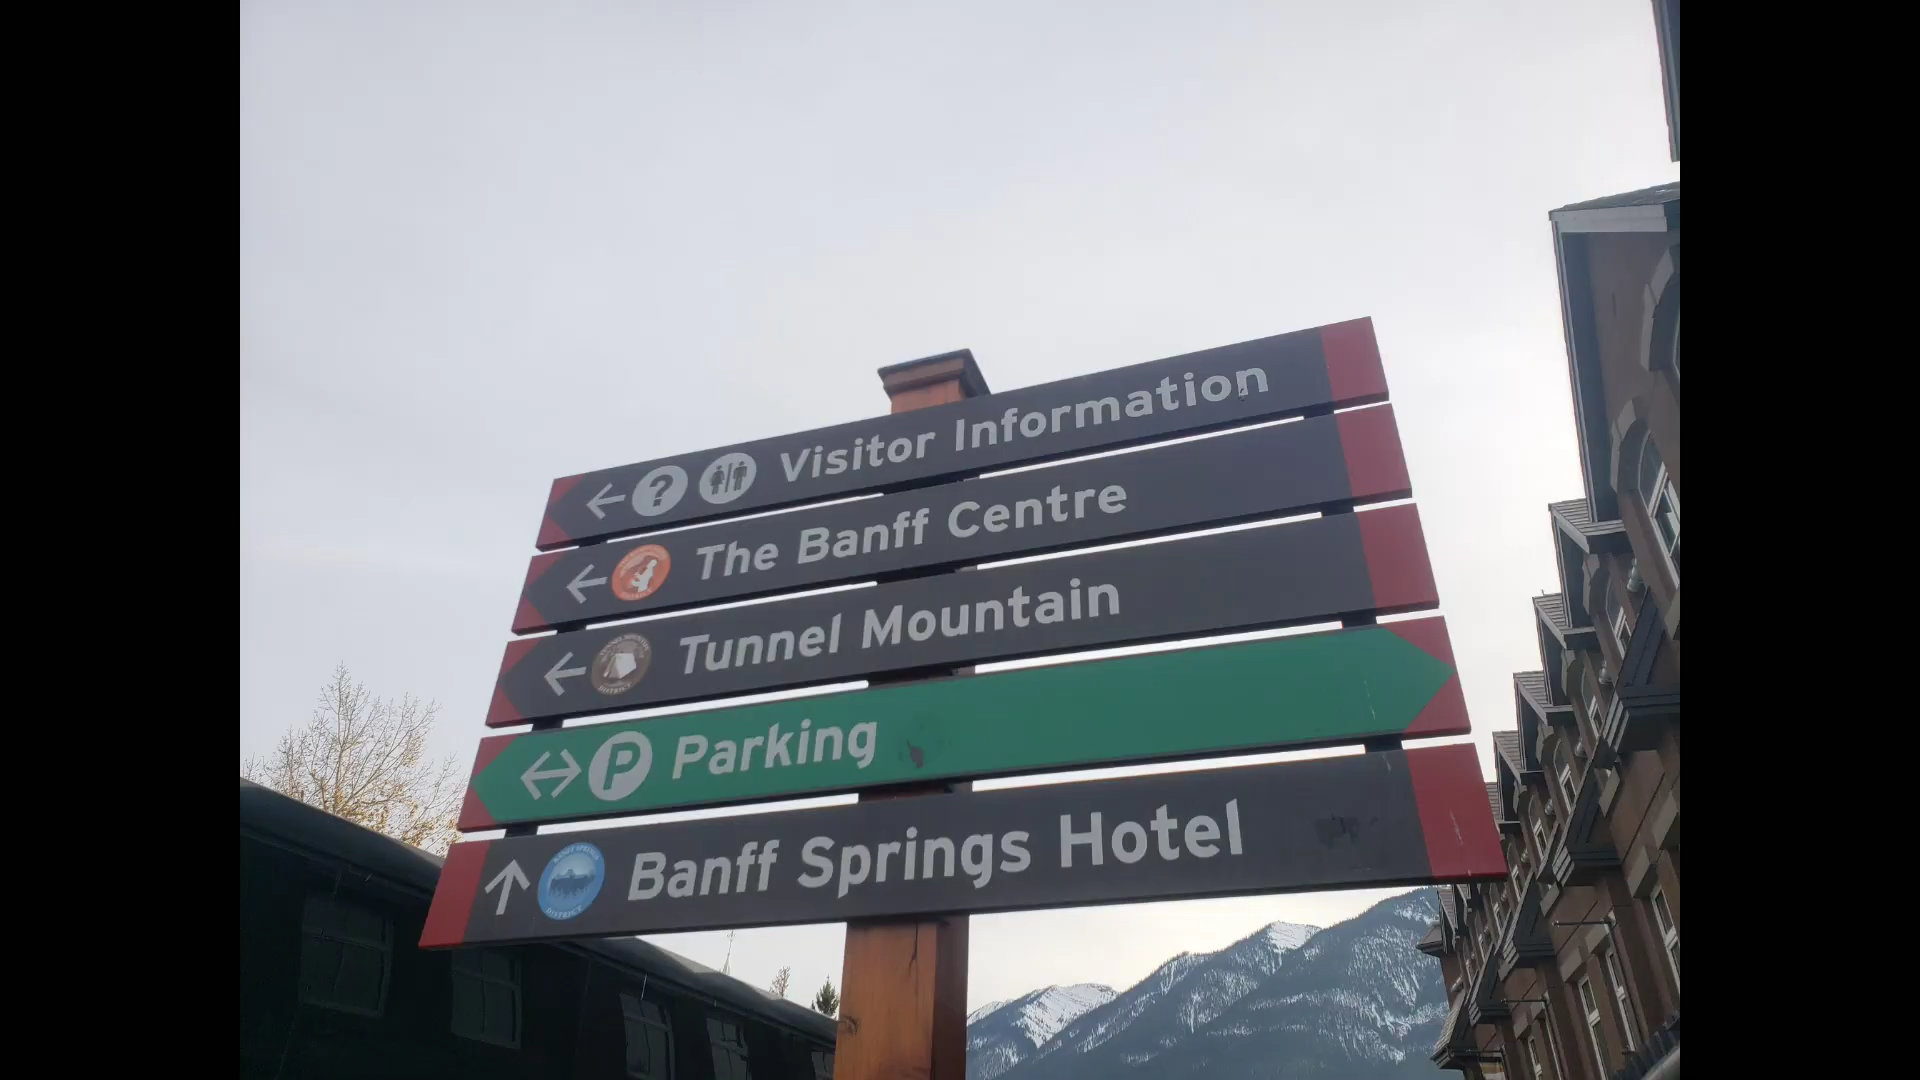 ← ? Visitor Information
← The Banff Centre
← Tunnel Mountain
↔ P Parking
↑ Banff Springs Hotel